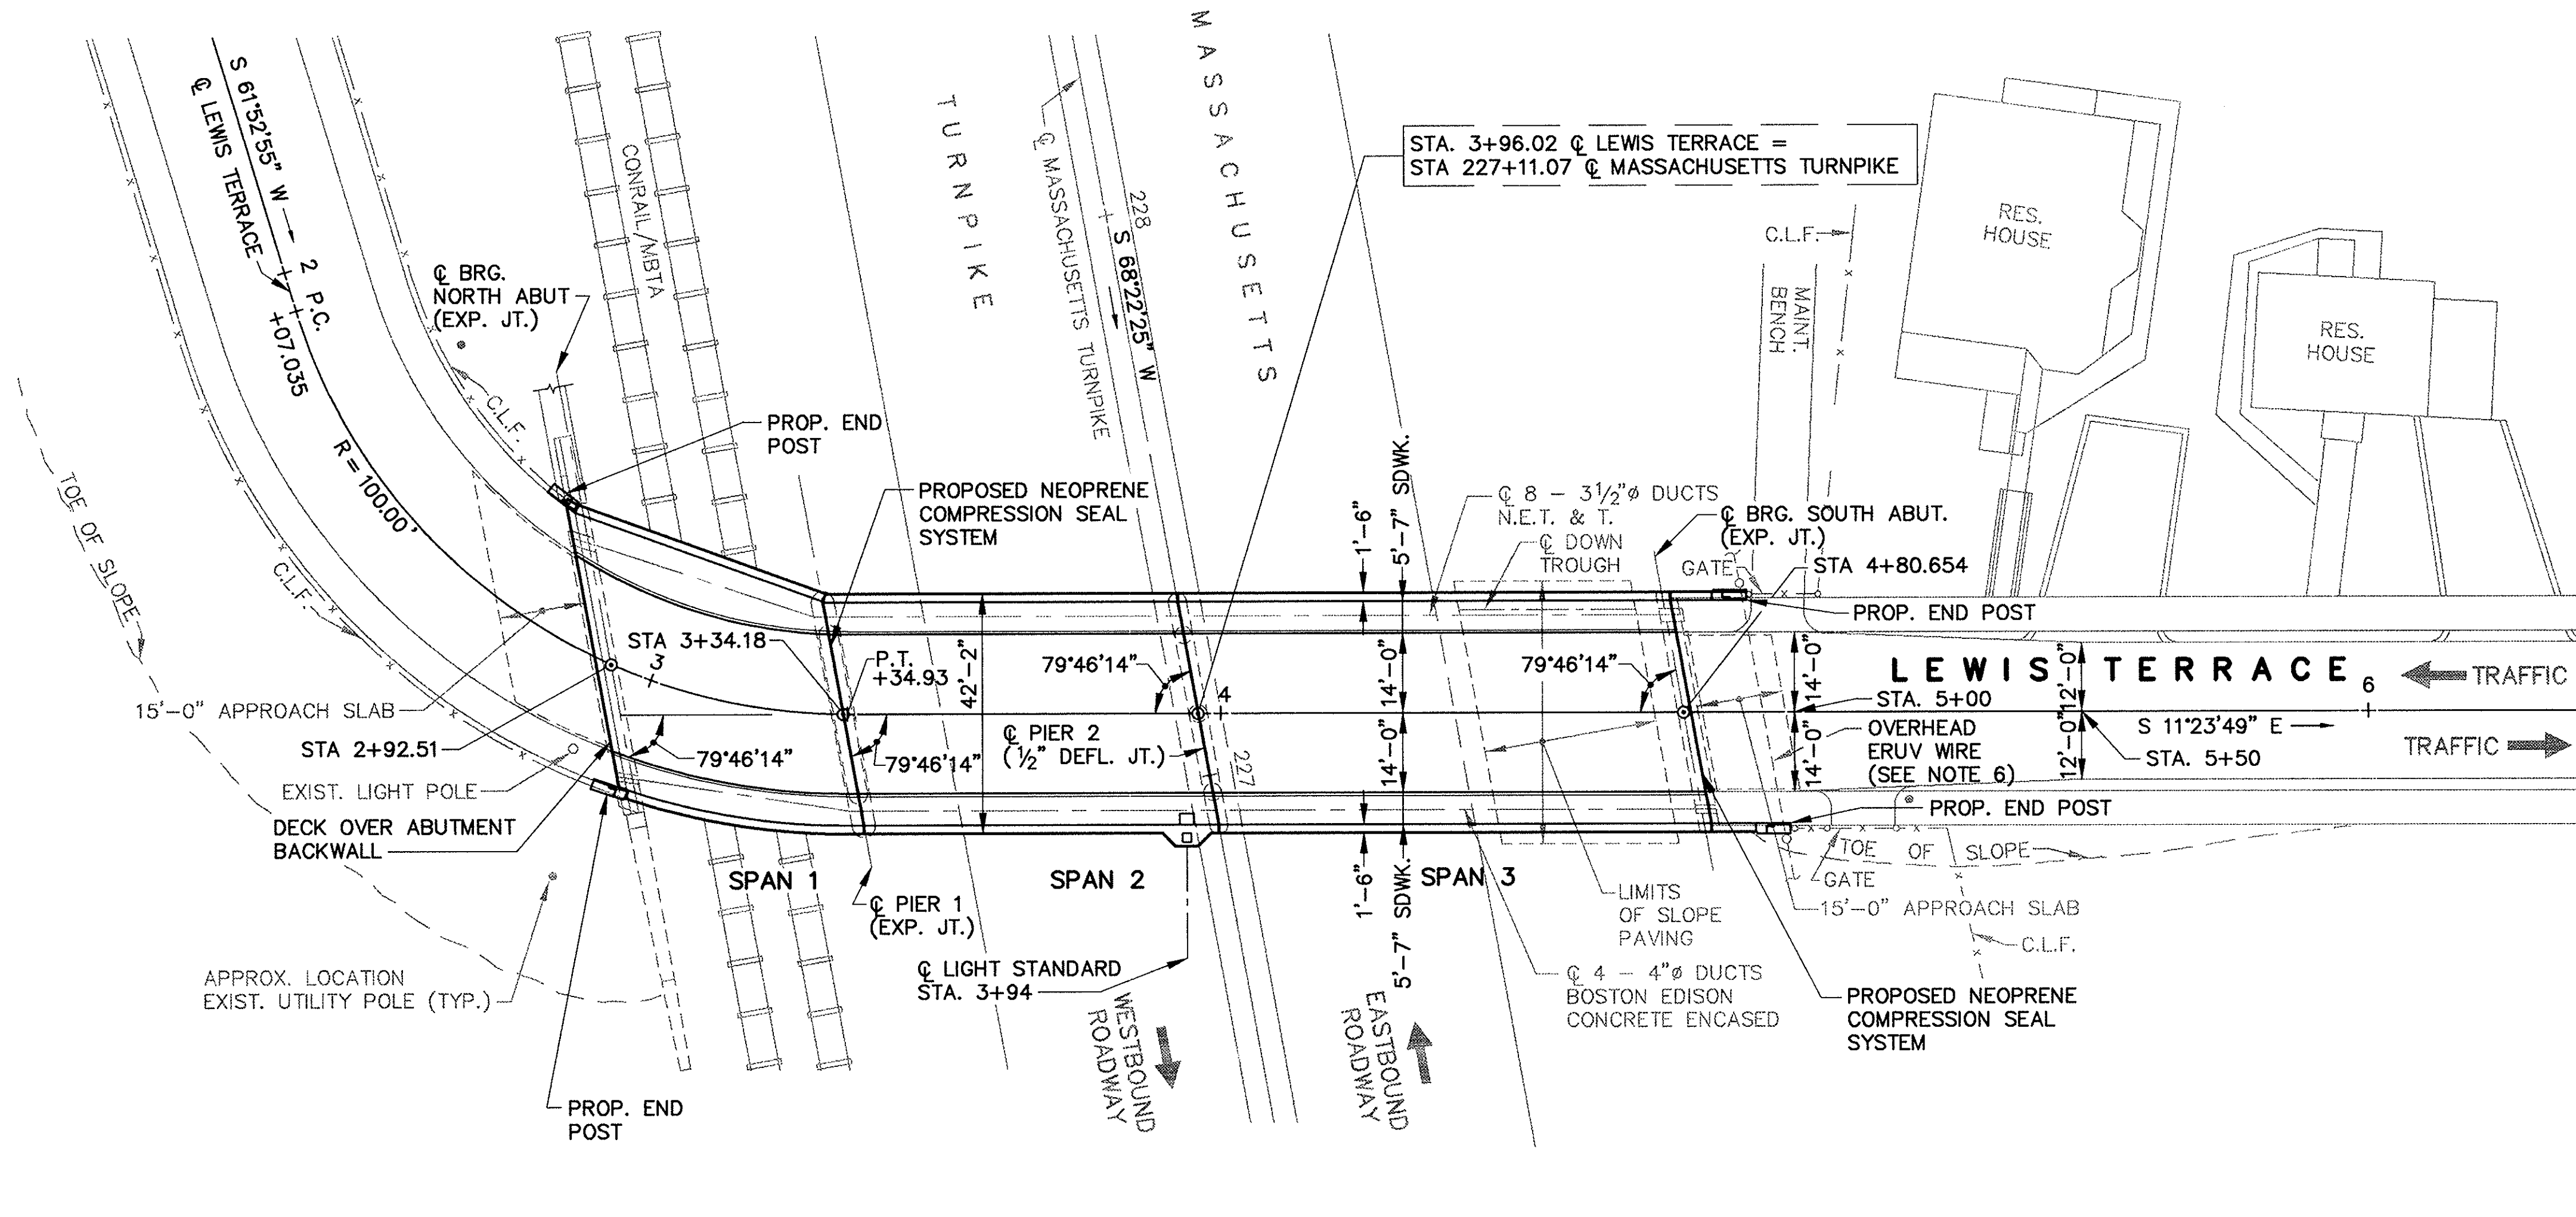 S 61°52'55" W
℄ LEWIS TERRACE
2 P.C.
+07.035
R=100.00'
℄ BRG.
NORTH ABUT
(EXP. JT.)
C.L.F.
CONRAIL/MBTA
TURNPIKE
MASSACHUSETTS
℄ MASSACHUSETTS TURNPIKE
228
S 68°22'25" W
STA. 3+96.02 ℄ LEWIS TERRACE =
STA 227+11.07 ℄ MASSACHUSETTS TURNPIKE
C.L.F.
MAINT.
BENCH
RES.
HOUSE
RES.
HOUSE
PROP. END
POST
PROPOSED NEOPRENE
COMPRESSION SEAL
SYSTEM
1'-6"
5'-7" SDWK.
℄ 8 - 3½"ø DUCTS
N.E.T. & T.
℄ DOWN
TROUGH
℄ BRG. SOUTH ABUT.
(EXP. JT.)
GATE
STA 4+80.654
PROP. END POST
TOE OF SLOPE
C.L.F.
STA 3+34.18
3
P.T.
+34.93
42'-2"
79°46'14"
4
14'-0"
79°46'14"
14'-0"
LEWIS TERRACE
12'-0"
TRAFFIC
6
STA. 5+00
15'-0" APPROACH SLAB
STA 2+92.51
79°46'14"
79°46'14"
℄ PIER 2
(½" DEFL. JT.)
227
14'-0"
14'-0"
OVERHEAD
ERUV WIRE
(SEE NOTE 6)
12'-0"
S 11°23'49" E
STA. 5+50
TRAFFIC
EXIST. LIGHT POLE
DECK OVER ABUTMENT
BACKWALL
PROP. END POST
TOE OF SLOPE
GATE
15'-0" APPROACH SLAB
C.L.F.
SPAN 1
SPAN 2
SPAN 3
1'-6"
5'-7" SDWK.
℄ PIER 1
(EXP. JT.)
LIMITS
OF SLOPE
PAVING
℄ LIGHT STANDARD
STA. 3+94
℄ 4 - 4"ø DUCTS
BOSTON EDISON
CONCRETE ENCASED
PROPOSED NEOPRENE
COMPRESSION SEAL
SYSTEM
APPROX. LOCATION
EXIST. UTILITY POLE (TYP.)
WESTBOUND
ROADWAY
EASTBOUND
ROADWAY
PROP. END
POST